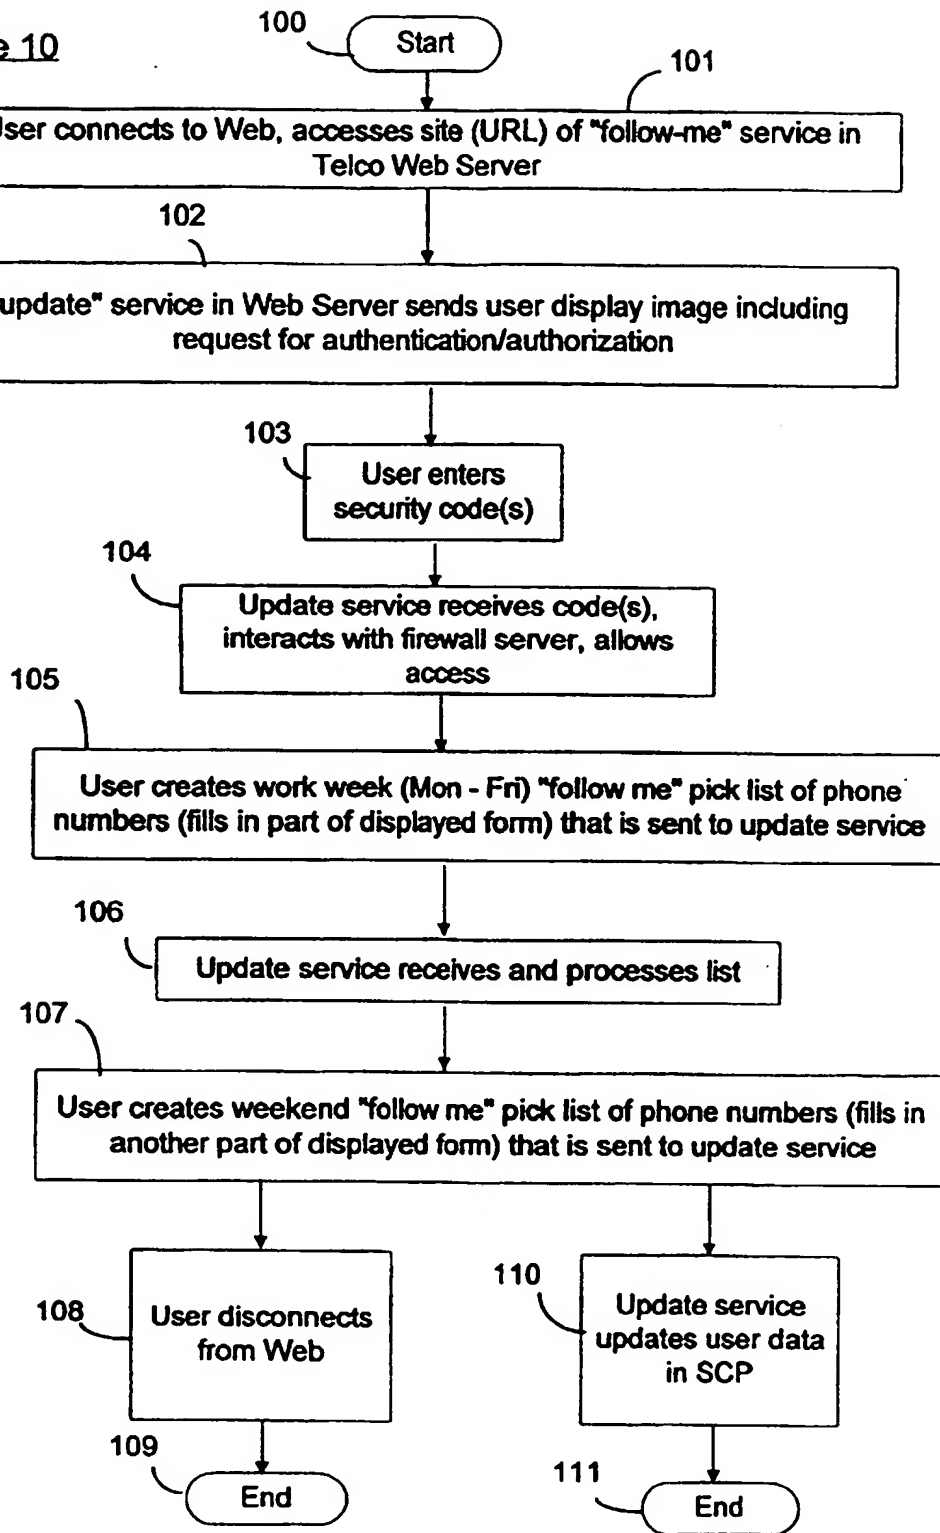 e 10
100
Start
101
User connects to Web, accesses site (URL) of "follow-me" service in
Telco Web Server
102
update" service in Web Server sends user display image including
request for authentication/authorization
103
User enters
security code(s)
104
Update service receives code(s),
interacts with firewall server, allows
access
105
User creates work week (Mon - Fri) "follow me" pick list of phone
numbers (fills in part of displayed form) that is sent to update service
106
Update service receives and processes list
107
User creates weekend "follow me" pick list of phone numbers (fills in
another part of displayed form) that is sent to update service
108
User disconnects
from Web
110
Update service
updates user data
in SCP
109
End
111
End